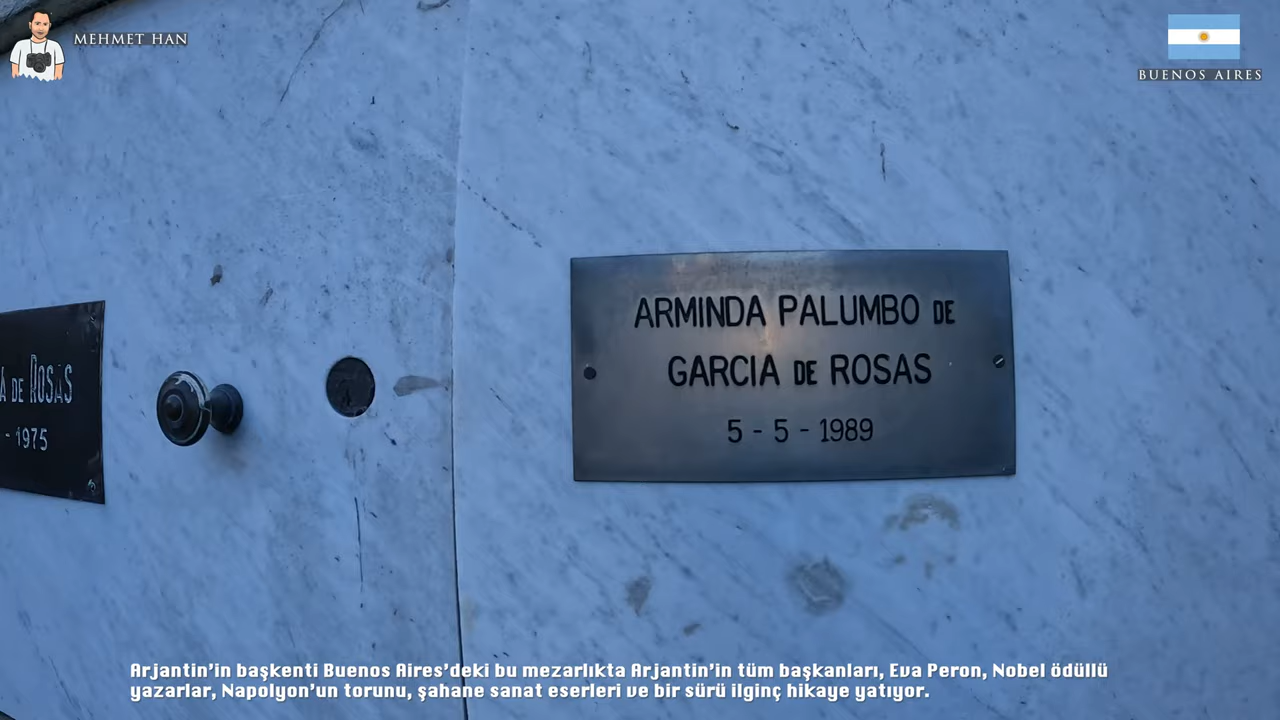 MEHMET HAN
BUENOS AIRES
ARMINDA PALUMBO DE
GARCIA DE ROSAS
5 - 5 - 1989
DE ROSAS
- 1975
Arjantin'in başkenti Buenos Aires'deki bu mezarlıkta Arjantin'in tüm başkanları, Eva Peron, Nobel ödüllü
yazarlar, Napolyon'un torunu, şahane sanat eserleri ve bir sürü ilginç hikaye yatıyor.